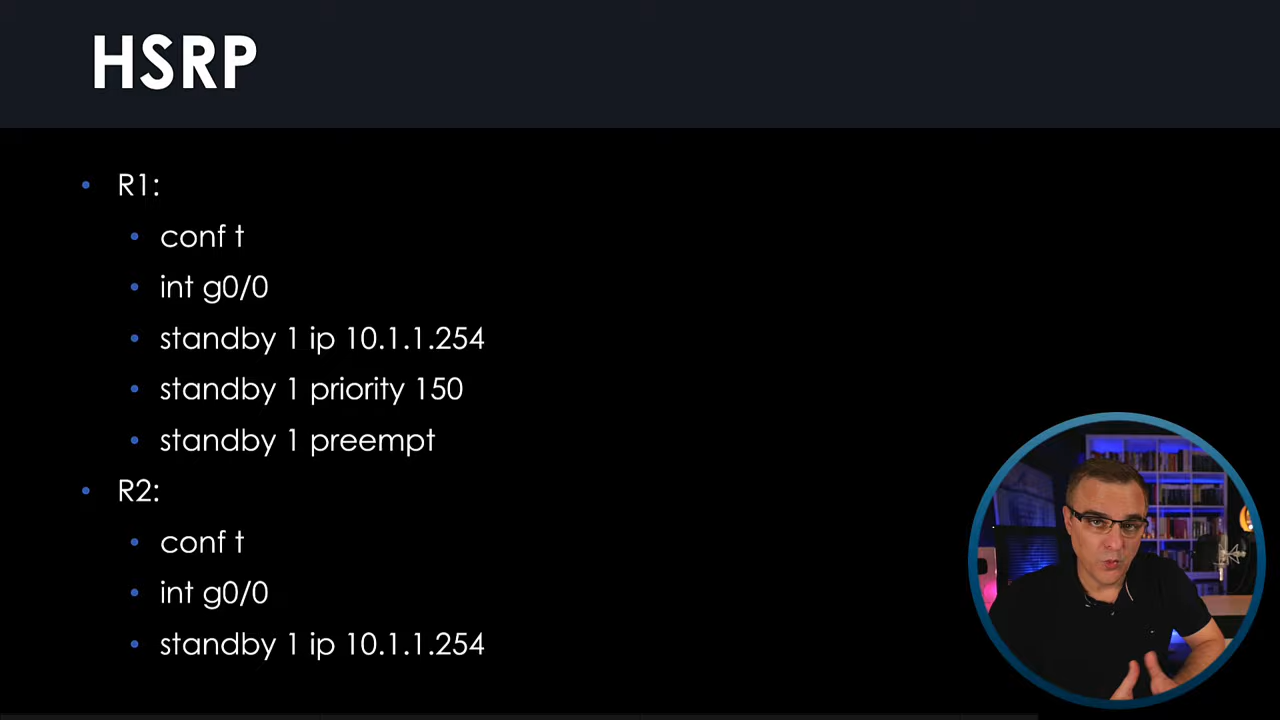 HSRP
R1:
conf t
int g0/0
standby 1 ip 10.1.1.254
standby 1 priority 150
standby 1 preempt
R2:
conf t
int g0/0
standby 1 ip 10.1.1.254